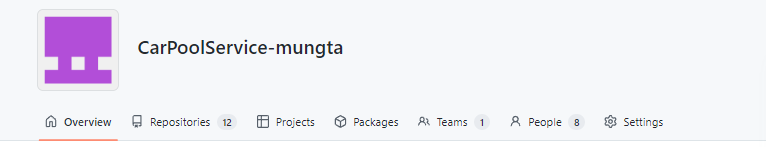 CarPoolService-mungta
Overview Repositories 12 Projects Packages Teams 1 People 8 Settings